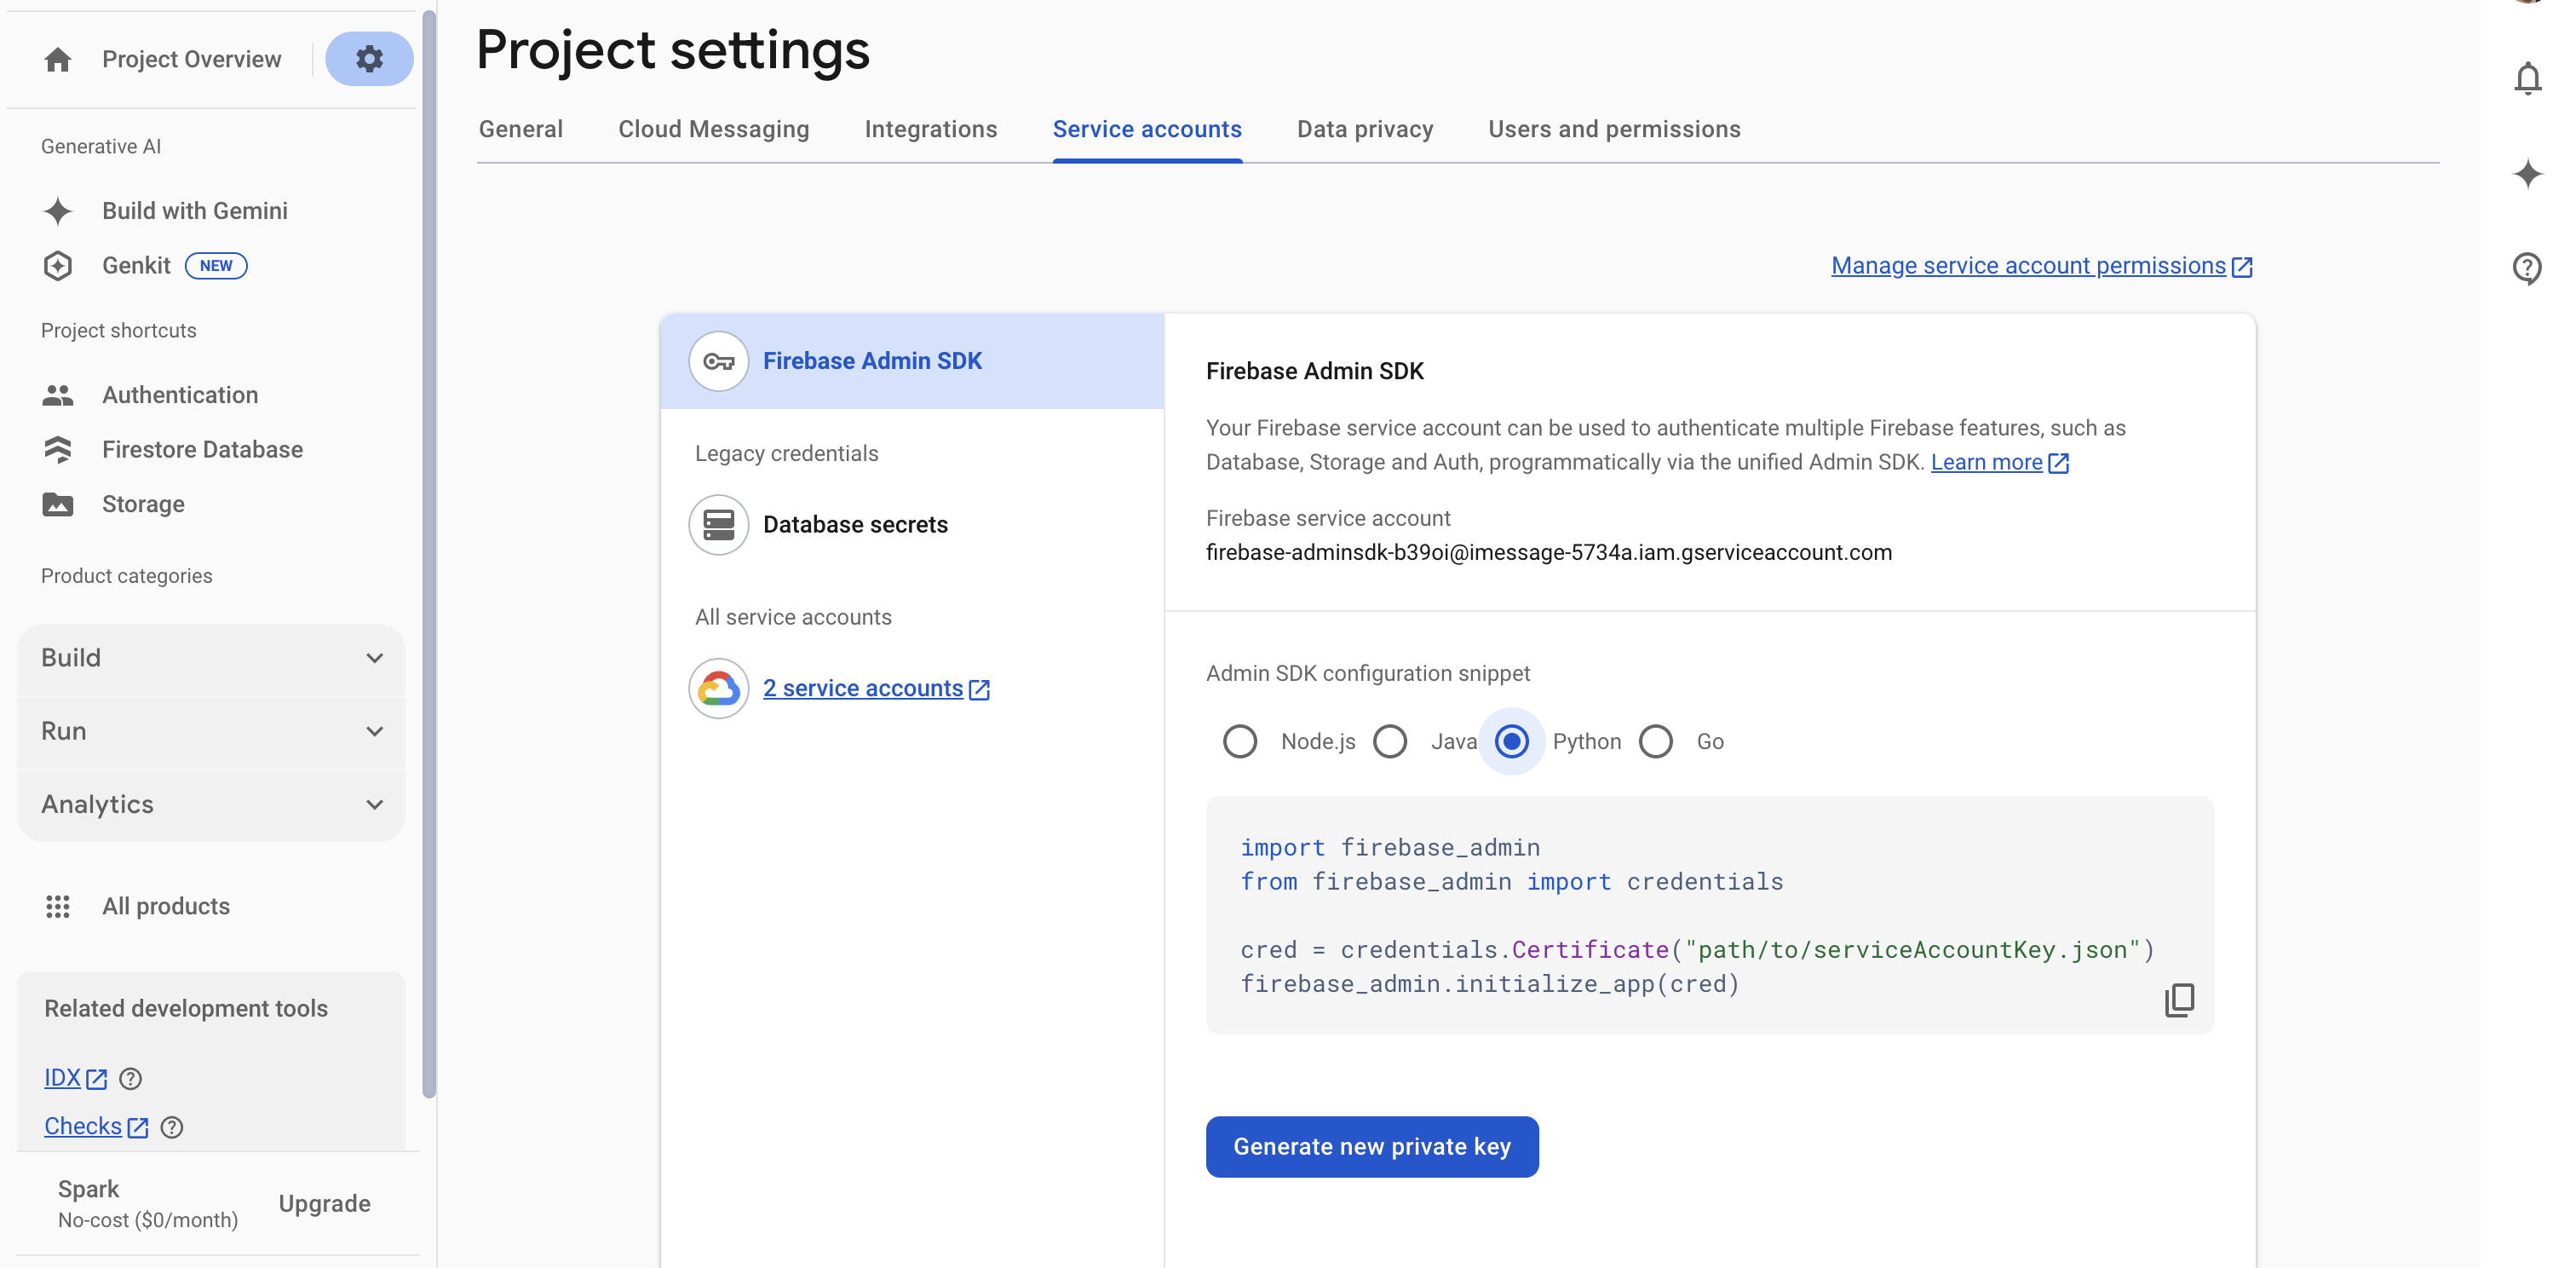 Project Overview
Generative AI
Build with Gemini
Genkit NEW
Project shortcuts
Authentication
Firestore Database
Storage
Product categories
Build
Run
Analytics
All products
Related development tools
IDX
Checks
Spark
No-cost ($0/month)
Upgrade
Project settings
General Cloud Messaging Integrations Service accounts Data privacy Users and permissions
Manage service account permissions
Firebase Admin SDK
Legacy credentials
Database secrets
All service accounts
2 service accounts
Firebase Admin SDK
Your Firebase service account can be used to authenticate multiple Firebase features, such as
Database, Storage and Auth, programmatically via the unified Admin SDK. Learn more
Firebase service account
firebase-adminsdk-b39oi@imessage-5734a.iam.gserviceaccount.com
Admin SDK configuration snippet
Node.js Java Python Go
import firebase_admin
from firebase_admin import credentials
cred = credentials.Certificate("path/to/serviceAccountKey.json")
firebase_admin.initialize_app(cred)
Generate new private key